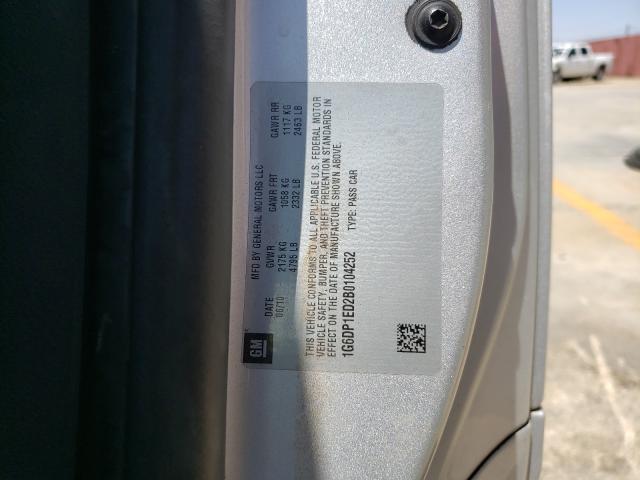 GM
MFD BY GENERAL MOTORS LLC
DATE GVWR GAWR FRT GAWR RR
06/10 2175 KG 1058 KG 1117 KG
4795 LB 2332 LB 2463 LB
THIS VEHICLE CONFORMS TO ALL APPLICABLE U.S. FEDERAL MOTOR
VEHICLE SAFETY, BUMPER, AND THEFT PREVENTION STANDARDS IN
EFFECT ON THE DATE OF MANUFACTURE SHOWN ABOVE.
1G6DP1ED2B0104252 TYPE: PASS CAR